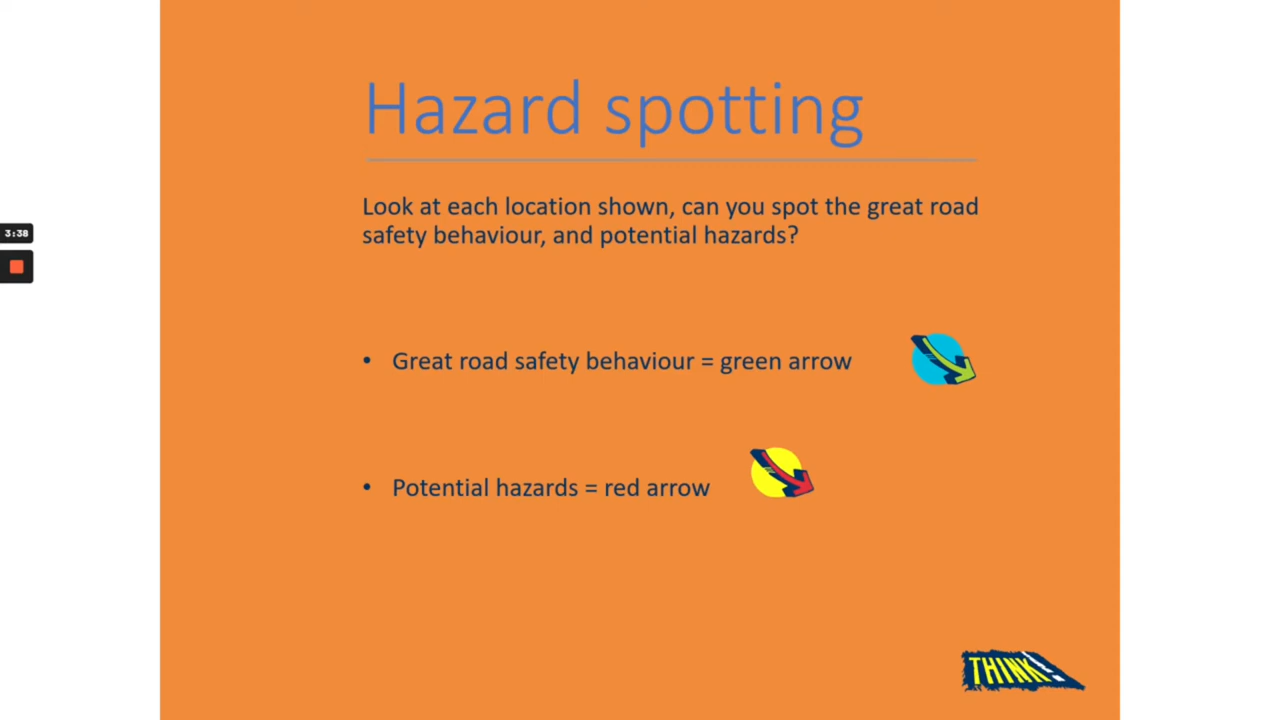 Hazard spotting
Look at each location shown, can you spot the great road
safety behaviour, and potential hazards?
3:38
• Great road safety behaviour = green arrow
• Potential hazards = red arrow
THINK!